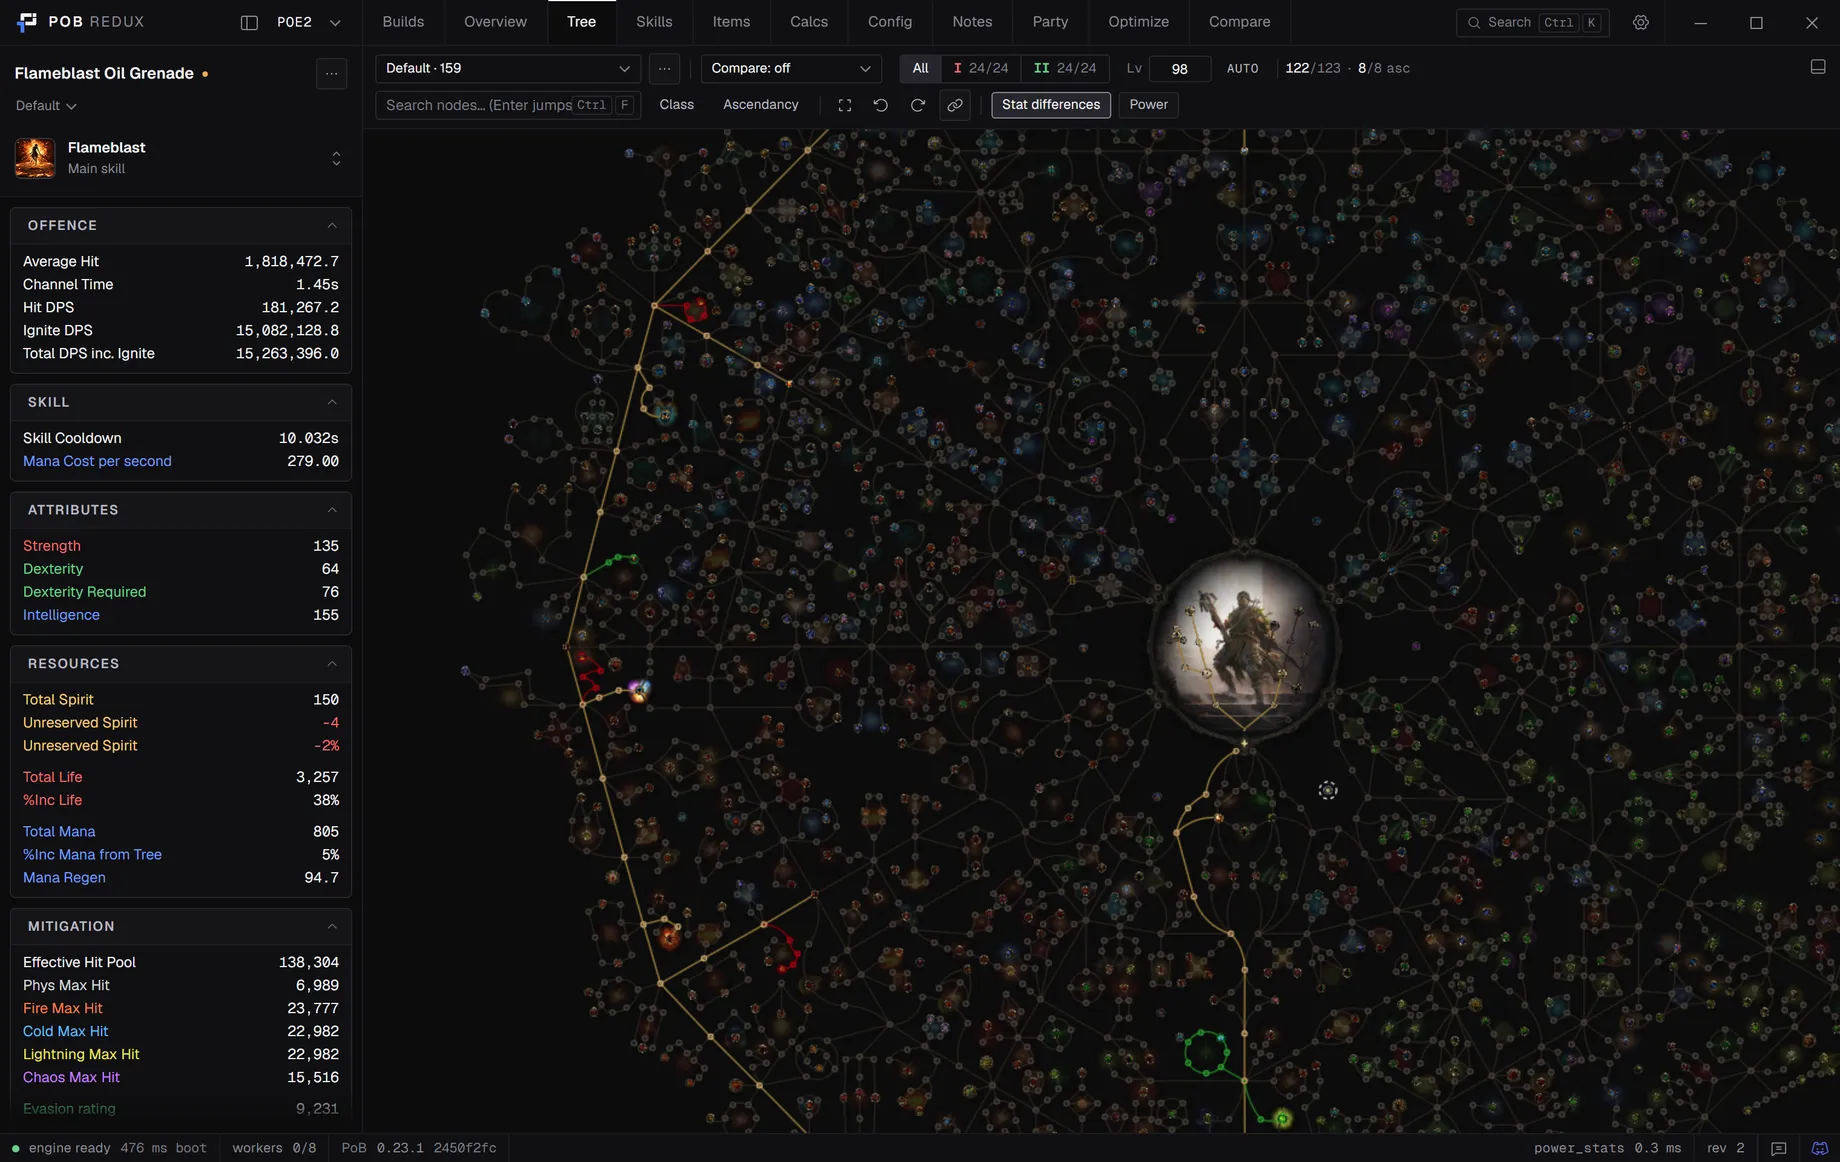 POB REDUX
POE2
Builds
Overview
Tree
Skills
Items
Calcs
Config
Notes
Party
Optimize
Compare
Search Ctrl K
Flameblast Oil Grenade
Default
Default · 159
Compare: off
All
I 24/24
II 24/24
Lv 98
AUTO
122/123 · 8/8 asc
Search nodes... (Enter jumps Ctrl F
Class
Ascendancy
Stat differences
Power
Flameblast
Main skill
OFFENCE
Average Hit 1,818,472.7
Channel Time 1.45s
Hit DPS 181,267.2
Ignite DPS 15,082,128.8
Total DPS inc. Ignite 15,263,396.0
SKILL
Skill Cooldown 10.032s
Mana Cost per second 279.00
ATTRIBUTES
Strength 135
Dexterity 64
Dexterity Required 76
Intelligence 155
RESOURCES
Total Spirit 150
Unreserved Spirit -4
Unreserved Spirit -2%
Total Life 3,257
%Inc Life 38%
Total Mana 805
%Inc Mana from Tree 5%
Mana Regen 94.7
MITIGATION
Effective Hit Pool 138,304
Phys Max Hit 6,989
Fire Max Hit 23,777
Cold Max Hit 22,982
Lightning Max Hit 22,982
Chaos Max Hit 15,516
Evasion rating 9,231
engine ready 476 ms boot
workers 0/8
PoB 0.23.1 2450f2fc
power_stats 0.3 ms
rev 2